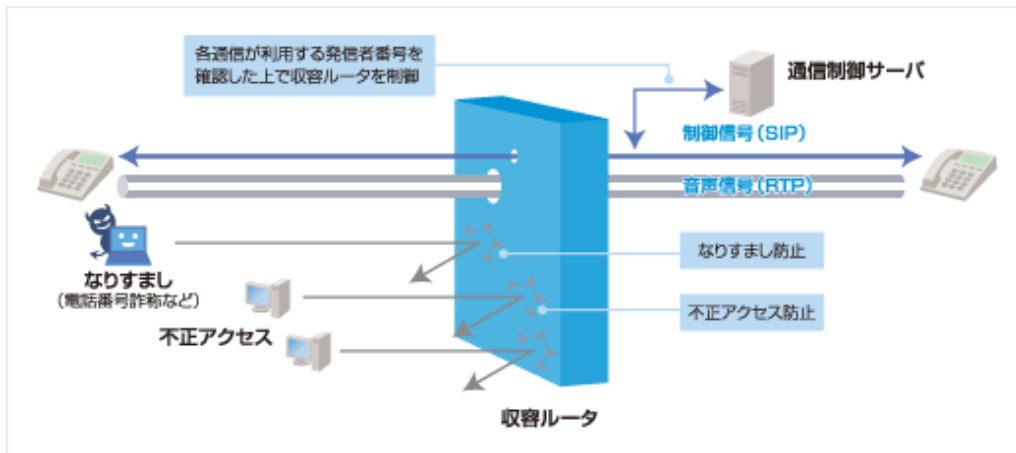 各通信が利用する発信者番号を
確認した上で収容ルータを制御
通信制御サーバ
制御信号(SIP)
音声信号(RTP)
なりすまし
(電話番号詐称など)
なりすまし防止
不正アクセス
不正アクセス防止
収容ルータ